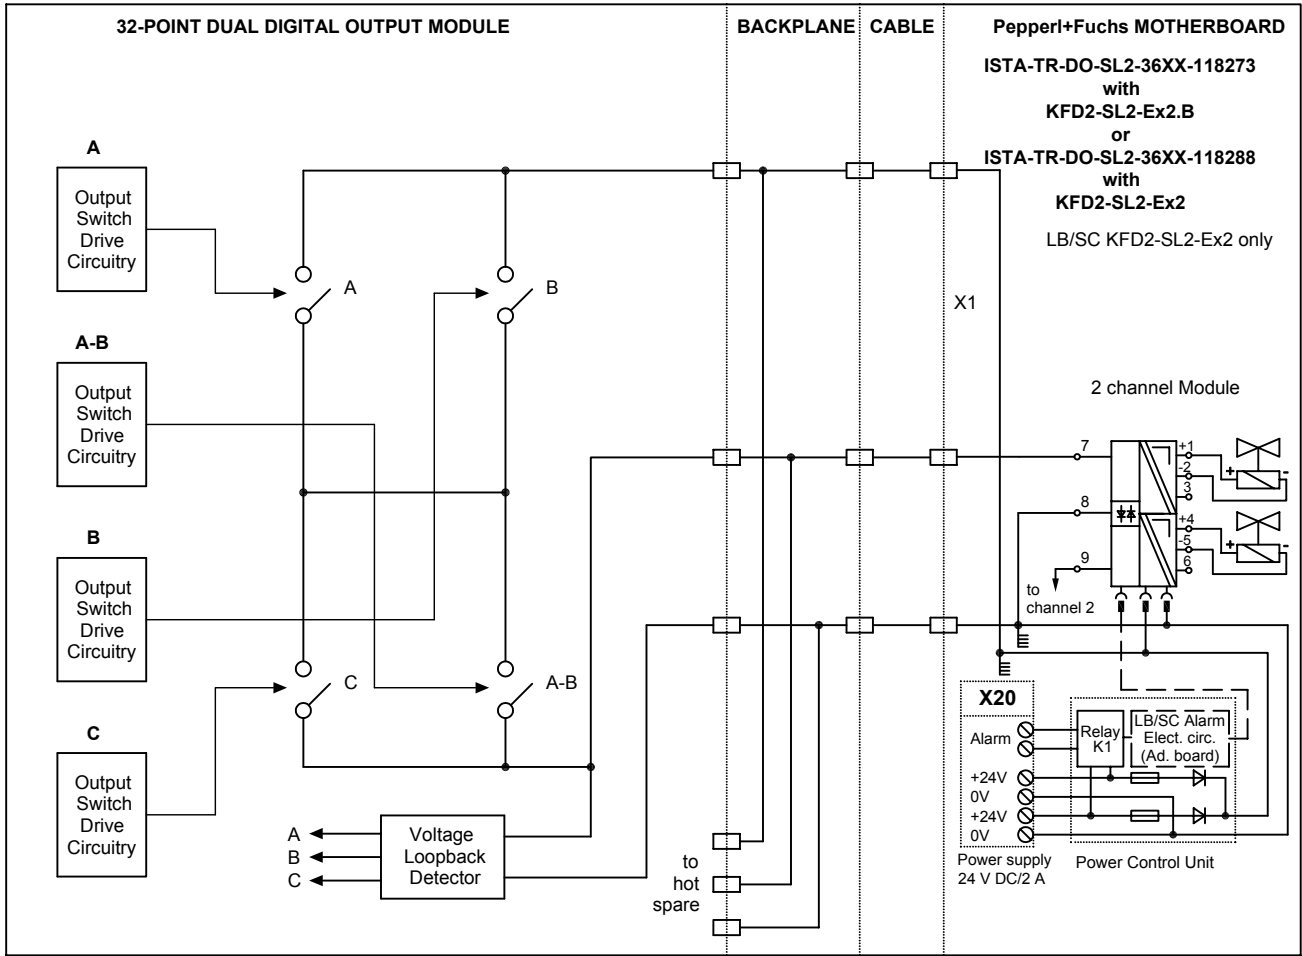 32-POINT DUAL DIGITAL OUTPUT MODULE
BACKPLANE
CABLE
Pepperl+Fuchs MOTHERBOARD
ISTA-TR-DO-SL2-36XX-118273
with
KFD2-SL2-Ex2.B
or
ISTA-TR-DO-SL2-36XX-118288
with
KFD2-SL2-Ex2
LB/SC KFD2-SL2-Ex2 only
A
Output
Switch
Drive
Circuitry
A
B
X1
A-B
Output
Switch
Drive
Circuitry
2 channel Module
7
8
9
to
channel 2
+1
-2
3
+4
-5
6
+
-
+
-
B
Output
Switch
Drive
Circuitry
C
A-B
C
Output
Switch
Drive
Circuitry
A
B
C
Voltage
Loopback
Detector
to
hot
spare
X20
Alarm
+24V
0V
+24V
0V
Relay
K1
LB/SC Alarm
Elect. circ.
(Ad. board)
Power supply
24 V DC/2 A
Power Control Unit